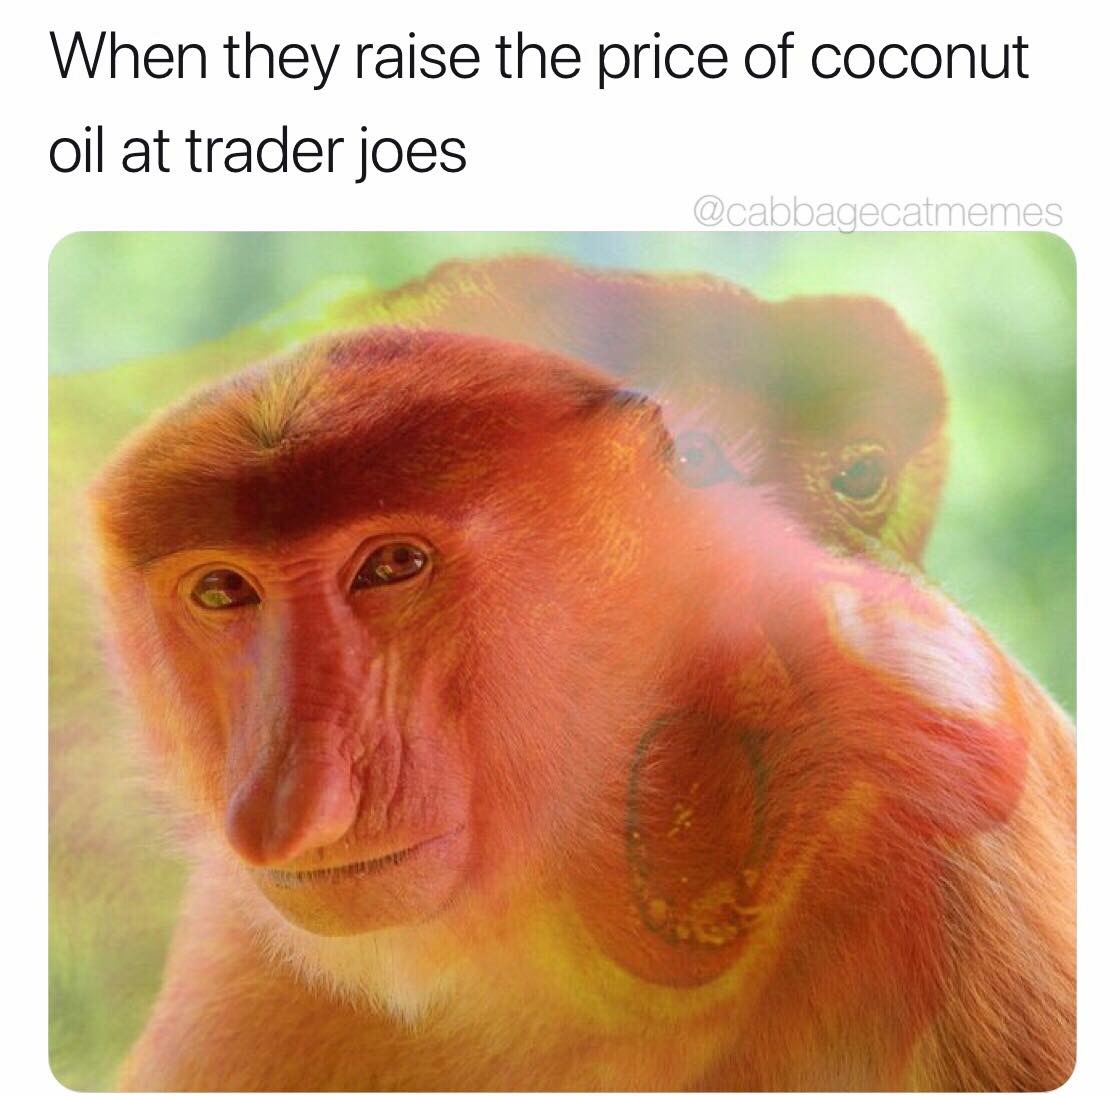 When they raise the price of coconut
oil at trader joes
@cabbagecatmemes